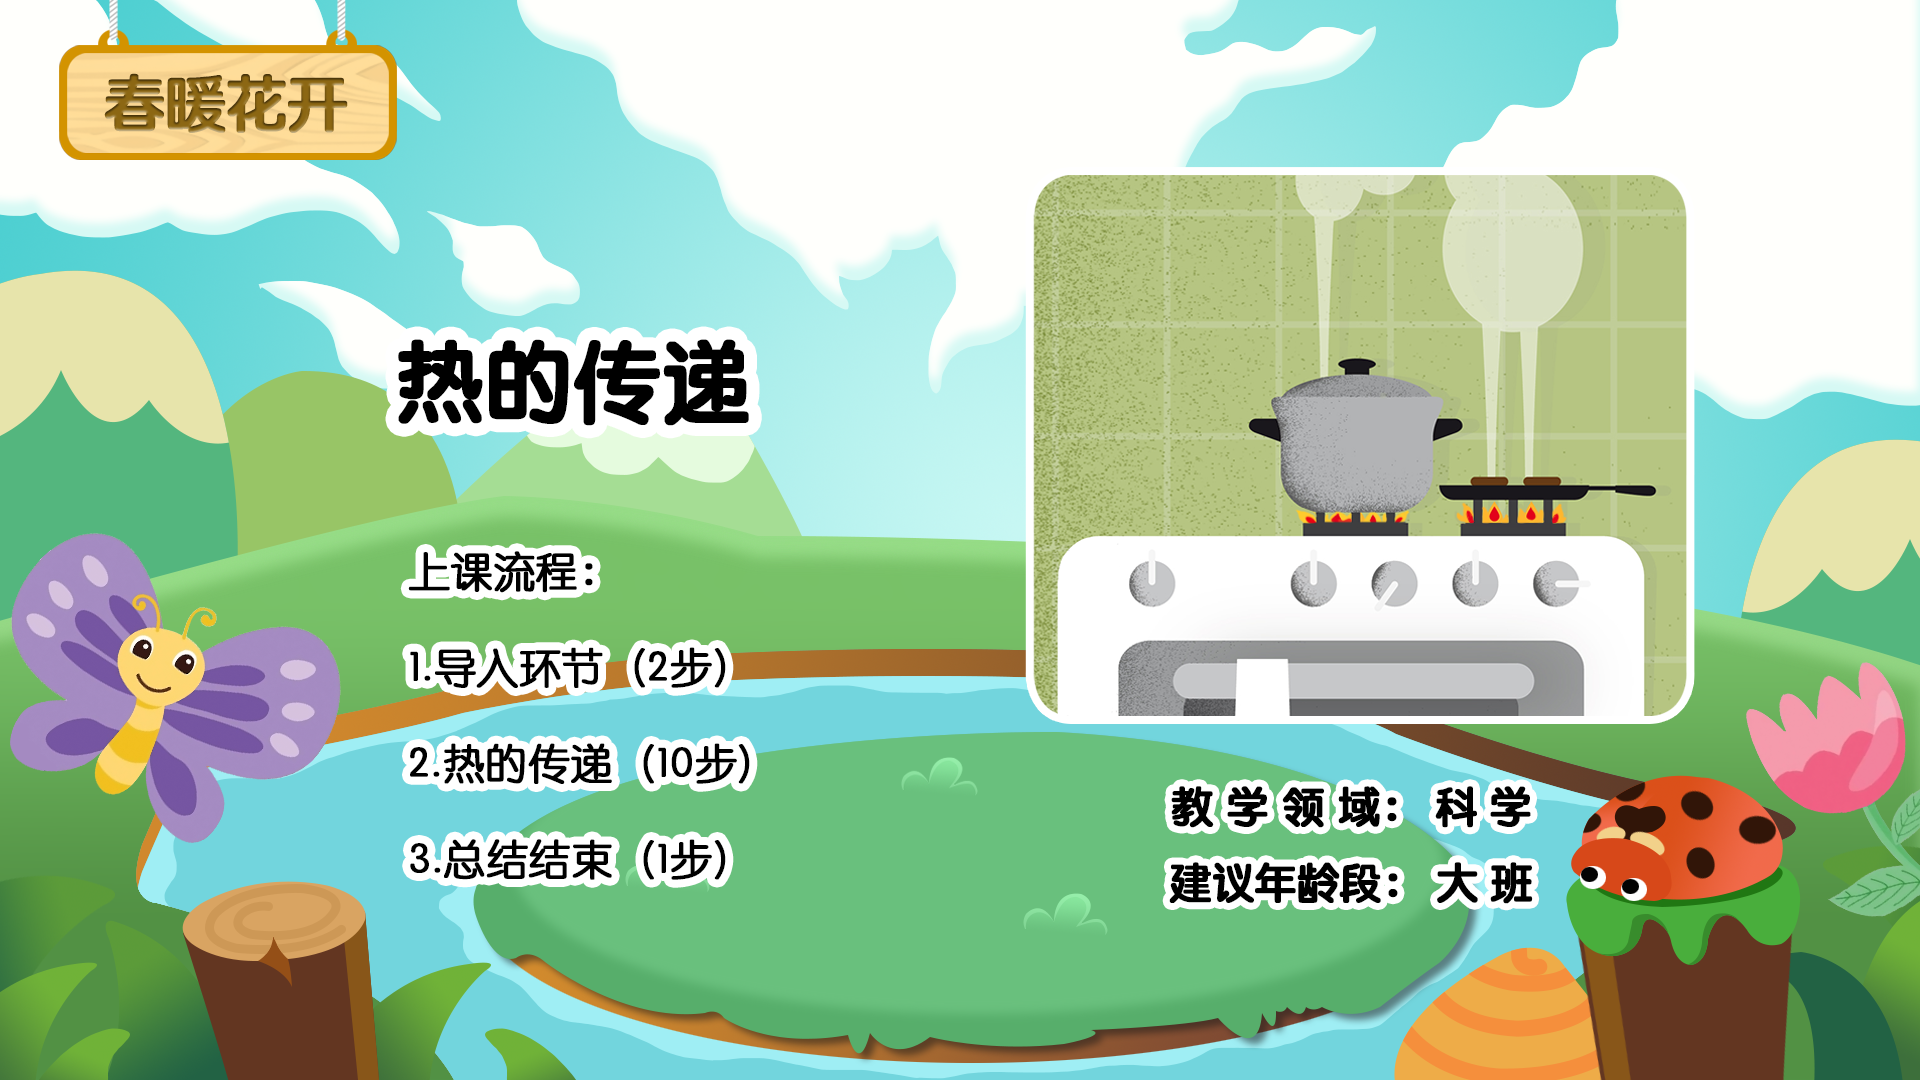 春暖花开
热的传递
上课流程：
1.导入环节（2步）
2.热的传递（10步）
3.总结结束（1步）
教学领域：科学
建议年龄段：大班